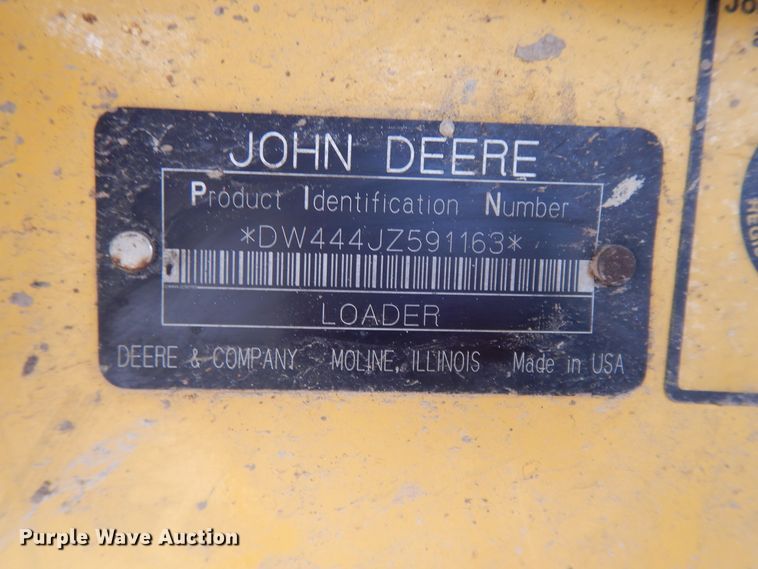 JOHN DEERE
Product Identification Number
*DW444JZ591163*
LOADER
DEERE & COMPANY MOLINE, ILLINOIS Made in USA
Purple Wave Auction